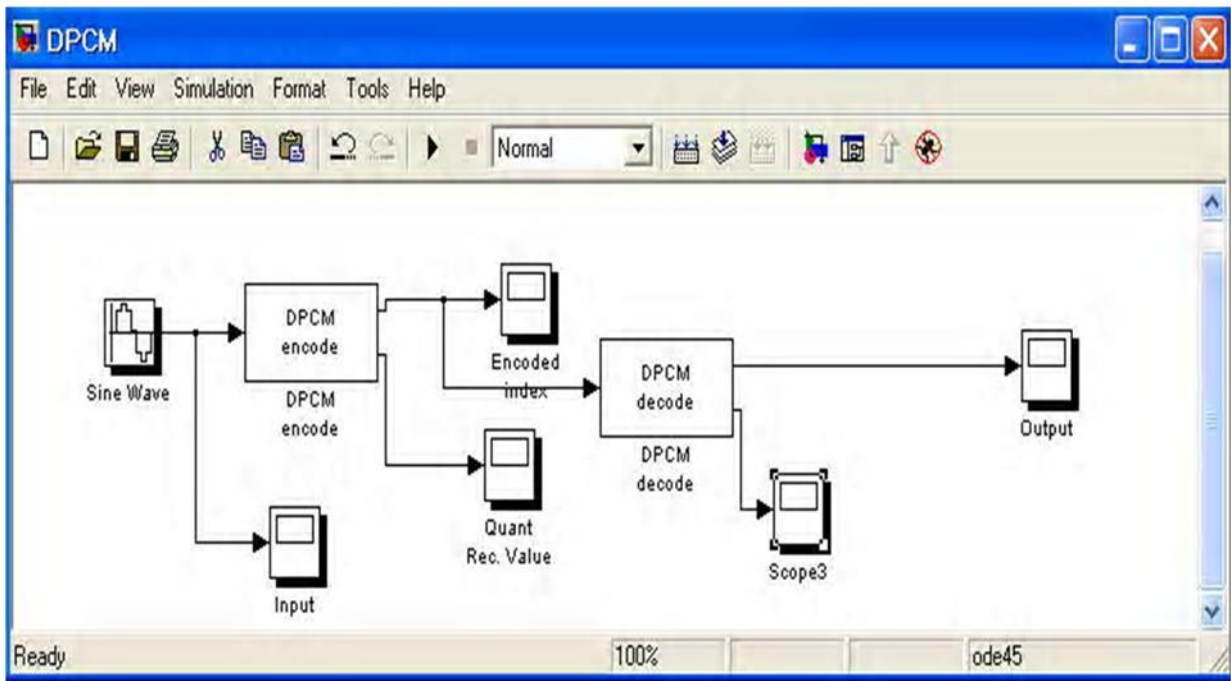 DPCM
File Edit View Simulation Format Tools Help
Normal
DPCM
encode
Sine Wave
DPCM
encode
Encoded
index
DPCM
decode
DPCM
decode
Output
Quant
Rec. Value
Scope3
Input
Ready
100%
ode45